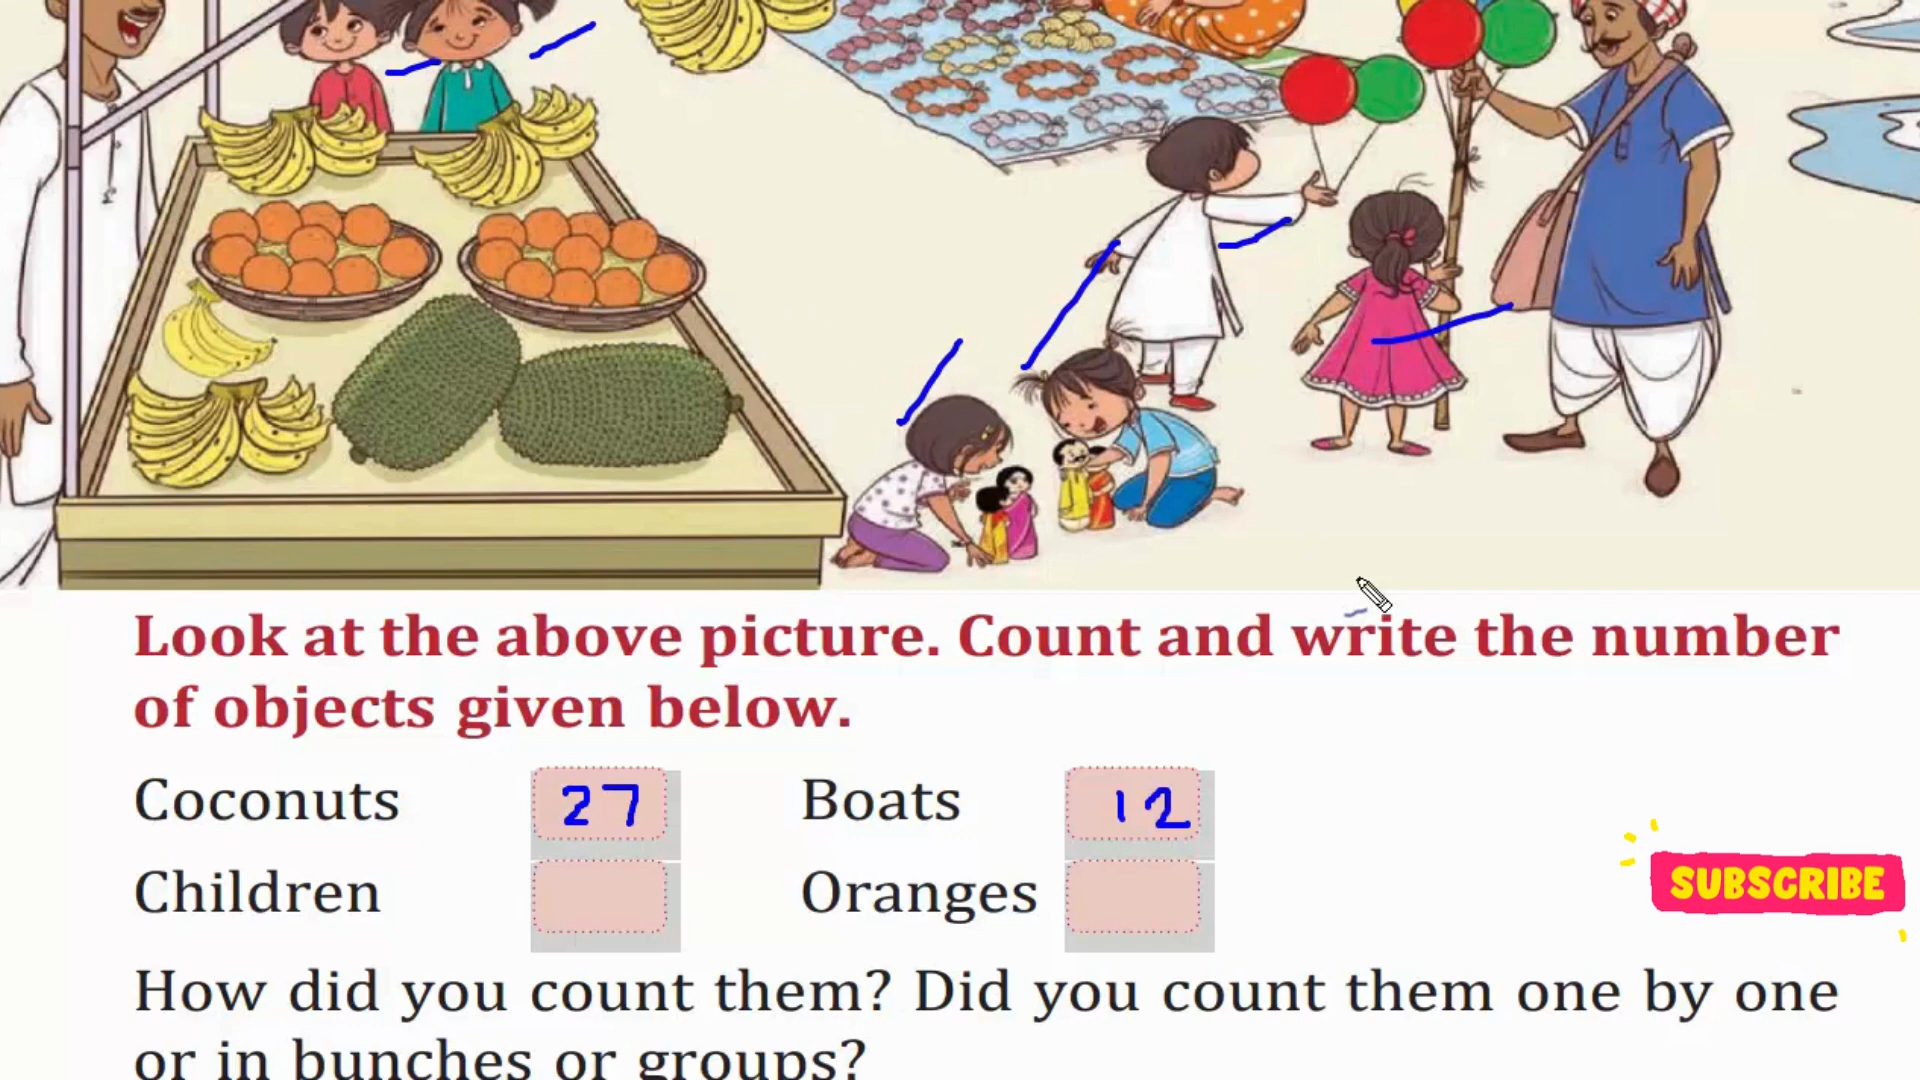 Look at the above picture. Count and write the number
of objects given below.
Coconuts 27 Boats 12
Children Oranges
SUBSCRIBE
How did you count them? Did you count them one by one
or in bunches or groups?